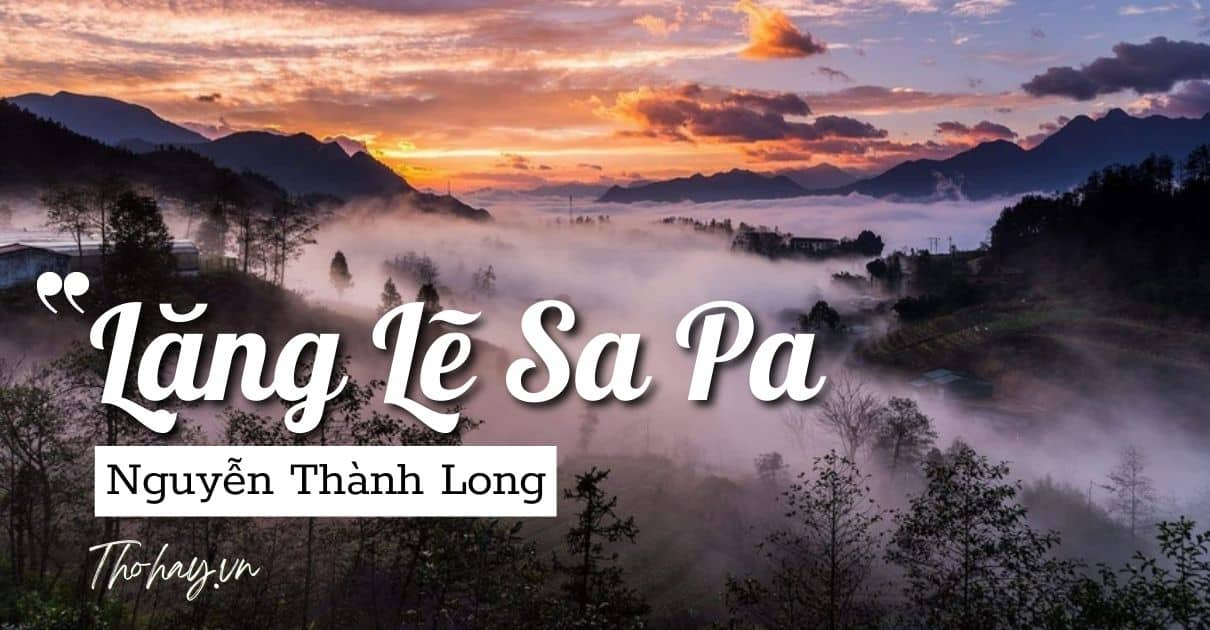 “Lặng Lẽ Sa Pa
Nguyễn Thành Long
Thohay.vn